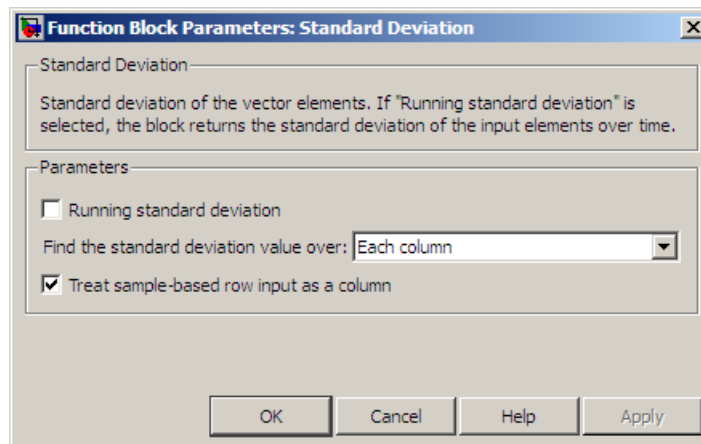 Function Block Parameters: Standard Deviation
Standard Deviation
Standard deviation of the vector elements. If "Running standard deviation" is
selected, the block returns the standard deviation of the input elements over time.
Parameters
Running standard deviation
Find the standard deviation value over: Each column
Treat sample-based row input as a column
OK Cancel Help Apply